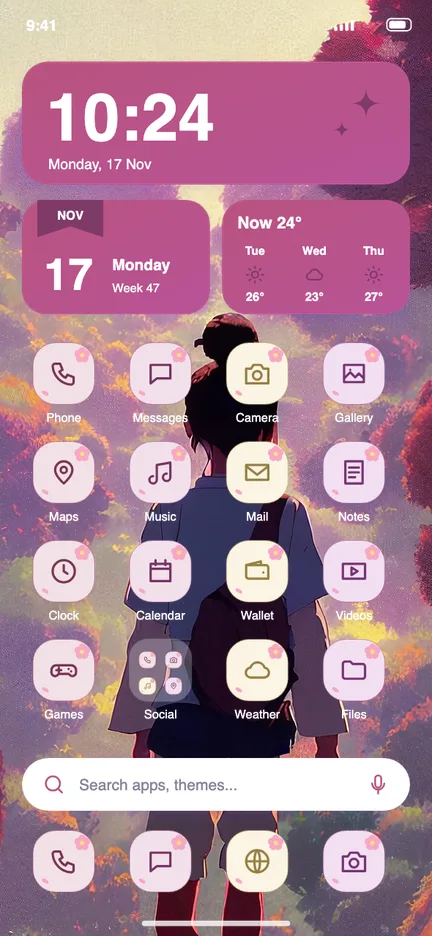 9:41
10:24
Monday, 17 Nov
NOV
17
Monday
Week 47
Now 24°
Tue Wed Thu
26° 23° 27°
Phone Messages Camera Gallery
Maps Music Mail Notes
Clock Calendar Wallet Videos
Games Social Weather Files
Search apps, themes...